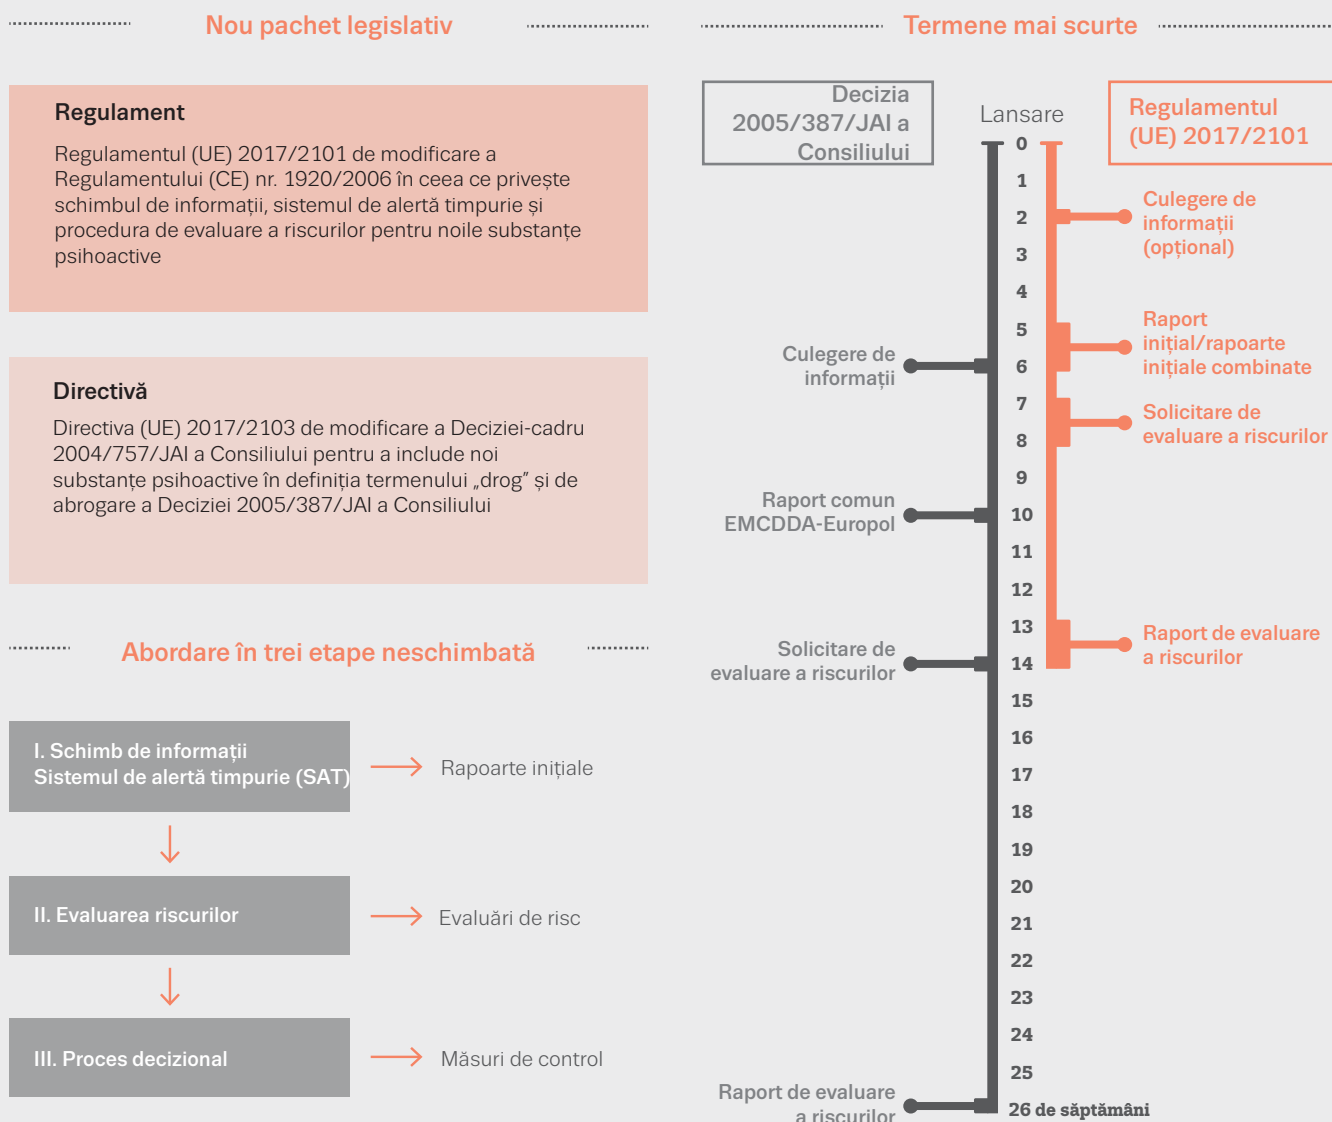 Nou pachet legislativ
Regulament
Regulamentul (UE) 2017/2101 de modificare a
Regulamentului (CE) nr. 1920/2006 în ceea ce privește
schimbul de informații, sistemul de alertă timpurie și
procedura de evaluare a riscurilor pentru noile substanțe
psihoactive
Directivă
Directiva (UE) 2017/2103 de modificare a Deciziei-cadru
2004/757/JAI a Consiliului pentru a include noi
substanțe psihoactive în definiția termenului „drog” și de
abrogare a Deciziei 2005/387/JAI a Consiliului
Abordare în trei etape neschimbată
I. Schimb de informații
Sistemul de alertă timpurie (SAT)
Rapoarte inițiale
II. Evaluarea riscurilor
Evaluări de risc
III. Proces decizional
Măsuri de control
Termene mai scurte
Decizia
2005/387/JAI a
Consiliului
Lansare
Regulamentul
(UE) 2017/2101
0
1
2
3
4
5
6
7
8
9
10
11
12
13
14
15
16
17
18
19
20
21
22
23
24
25
26 de săptămâni
Culegere de
informații
Raport comun
EMCDDA-Europol
Solicitare de
evaluare a riscurilor
Raport de evaluare
a riscurilor
Culegere de
informații
(opțional)
Raport
inițial/rapoarte
inițiale combinate
Solicitare de
evaluare a riscurilor
Raport de evaluare
a riscurilor